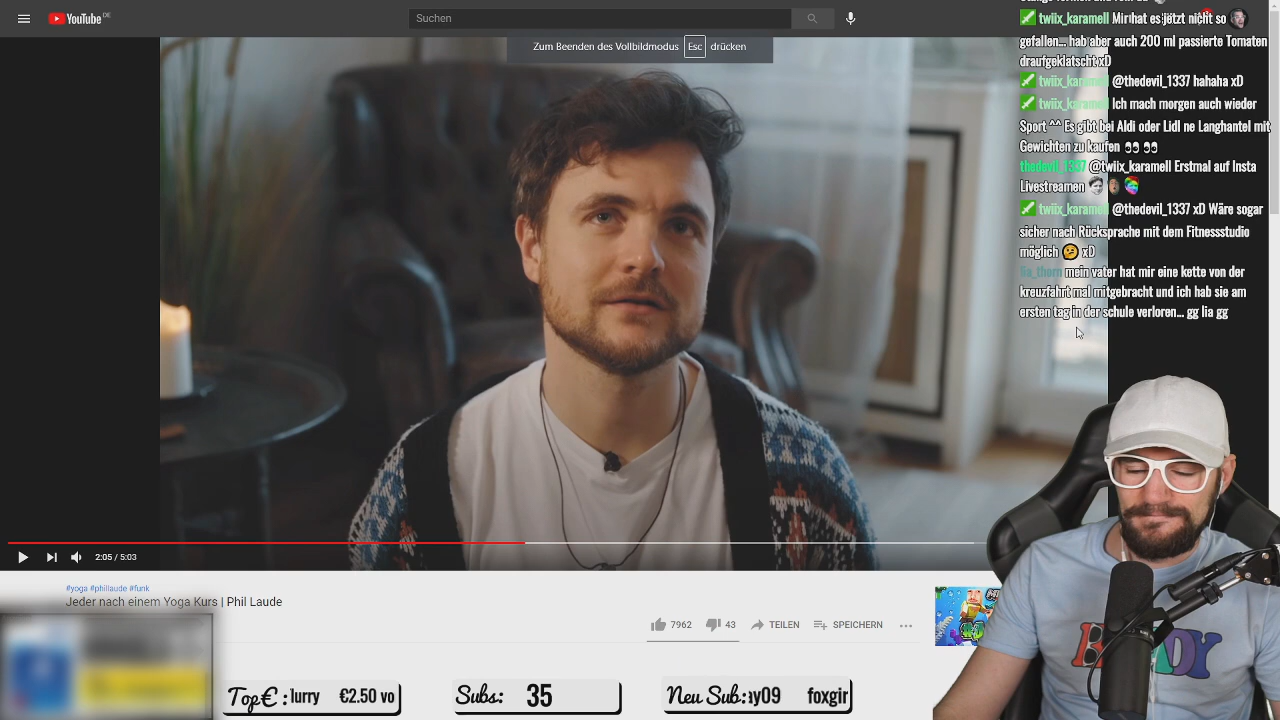 YouTube DE
Suchen
Zum Beenden des Vollbildmodus Esc drücken
twiix_karamell Mir hat es jetzt nicht so
gefallen... hab aber auch 200 ml passierte Tomaten
draufgeklatscht xD
twiix_karamell @thedevil_1337 hahaha xD
twiix_karamell Ich mach morgen auch wieder
Sport ^^ Es gibt bei Aldi oder Lidl ne Langhantel mit
Gewichten zu kaufen
thedevil_1337 @twiix_karamell Erstmal auf Insta
Livestreamen
twiix_karamell @thedevil_1337 xD Wäre sogar
sicher nach Rücksprache mit dem Fitnessstudio
möglich xD
lia_thorn mein vater hat mir eine kette von der
kreuzfahrt mal mitgebracht und ich hab sie am
ersten tag in der schule verloren... gg lia gg
2:05 / 5:03
#yoga #phillaude #funk
Jeder nach einem Yoga Kurs | Phil Laude
7962 43 TEILEN SPEICHERN
Top€: lurry €2.50 vo
Subs: 35
Neu Sub: ay09 foxgir